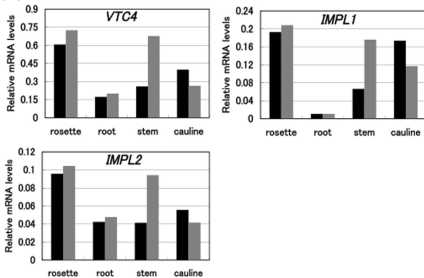 VTC4
Relative mRNA levels
0.9
0.75
0.6
0.45
0.3
0.15
0
rosette root stem cauline
IMPL1
Relative mRNA levels
0.24
0.20
0.16
0.12
0.08
0.04
0
rosette root stem cauline
IMPL2
Relative mRNA levels
0.12
0.1
0.08
0.06
0.04
0.02
0
rosette root stem cauline